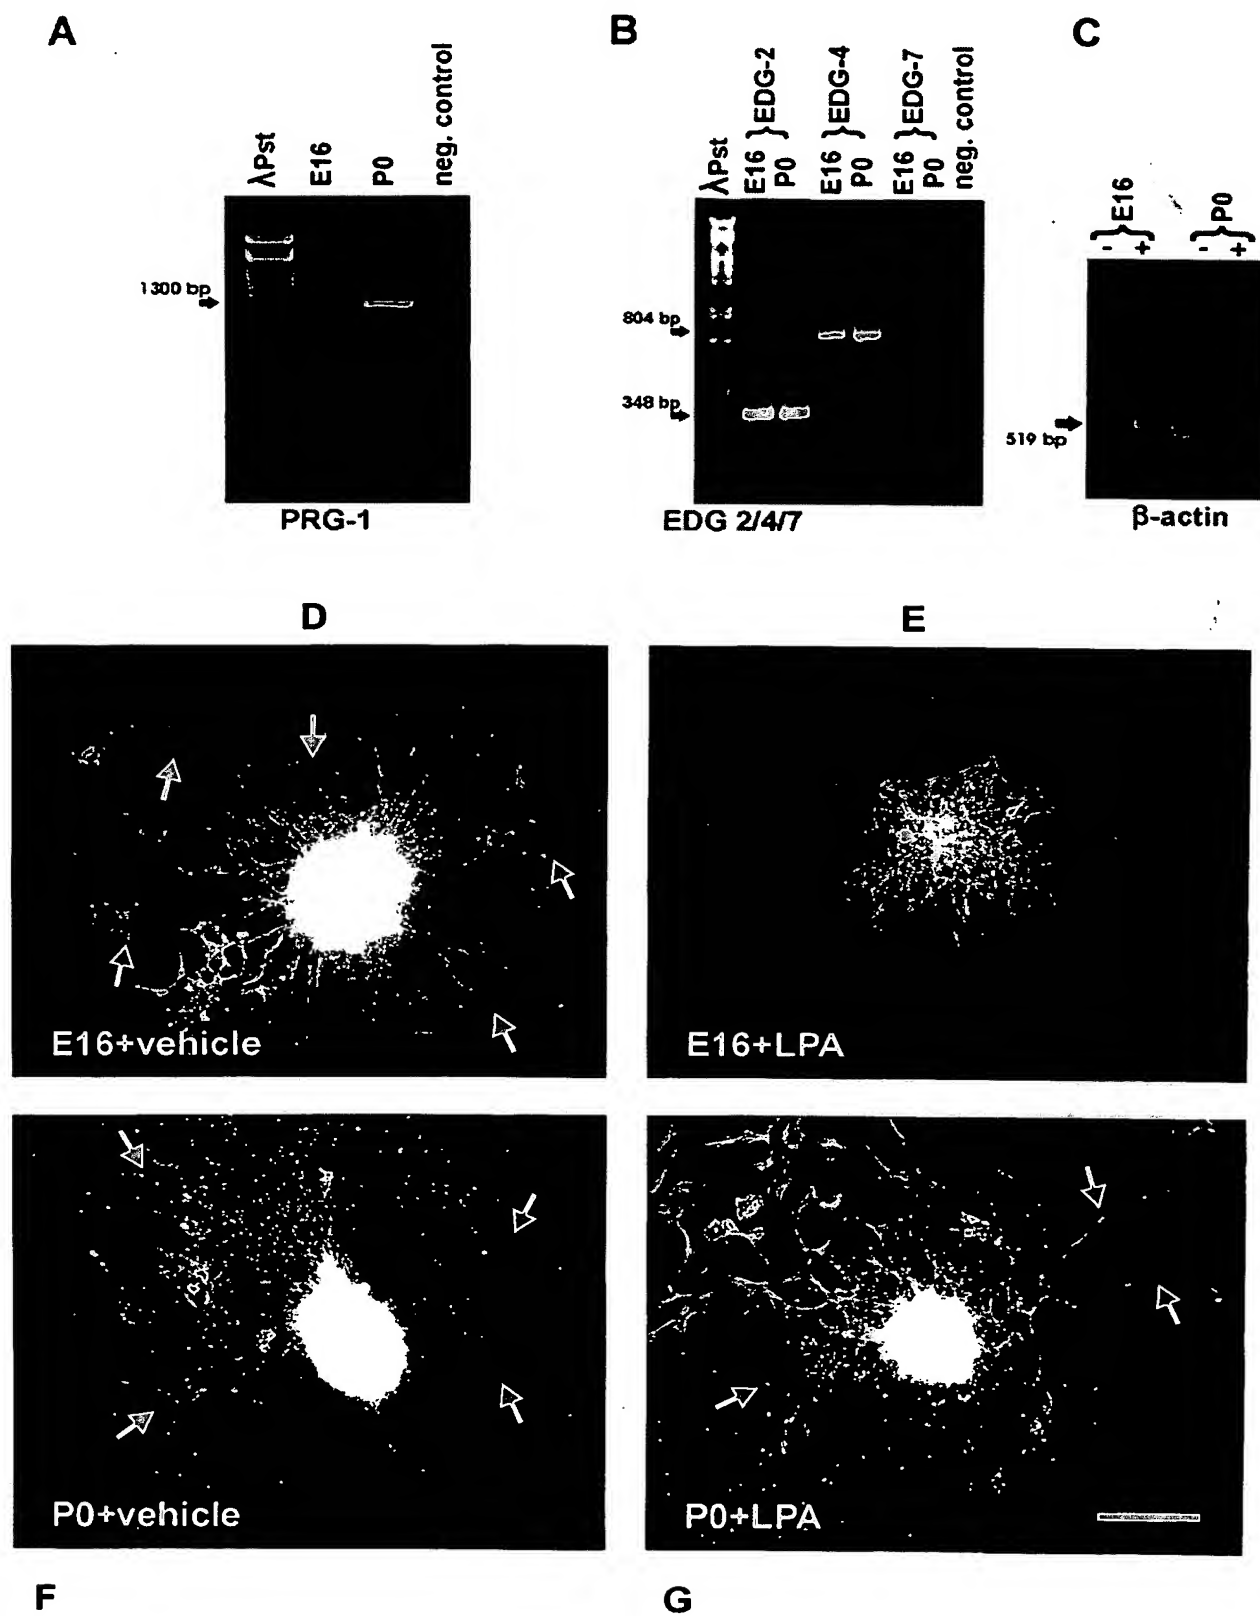 A
B
C
λPst
E16
P0
neg. control
λPst
E16
P0
}EDG-2
E16
P0
}EDG-4
E16
P0
}EDG-7
neg. control
- + }E16
- + }P0
1300 bp
804 bp
348 bp
519 bp
PRG-1
EDG 2/4/7
β-actin
D
E
E16+vehicle
E16+LPA
P0+vehicle
P0+LPA
F
G